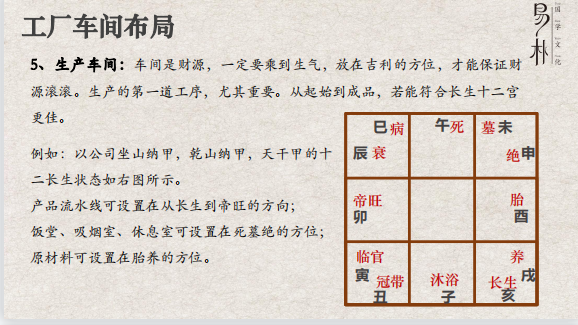 工厂车间布局
易朴
国学文化
5、生产车间：车间是财源，一定要乘到生气，放在吉利的方位，才能保证财
源滚滚。生产的第一道工序，尤其重要。从起始到成品，若能符合长生十二宫
更佳。
例如：以公司坐山纳甲，乾山纳甲，天干甲的十
二长生状态如右图所示。
产品流水线可设置在从长生到帝旺的方向；
饭堂、吸烟室、休息室可设置在死墓绝的方位；
原材料可设置在胎养的方位。
巳病 午死 墓未
辰衰 绝申
帝旺 胎
卯 酉
临官 养
寅 冠带 沐浴 长生 戌
丑 子 亥